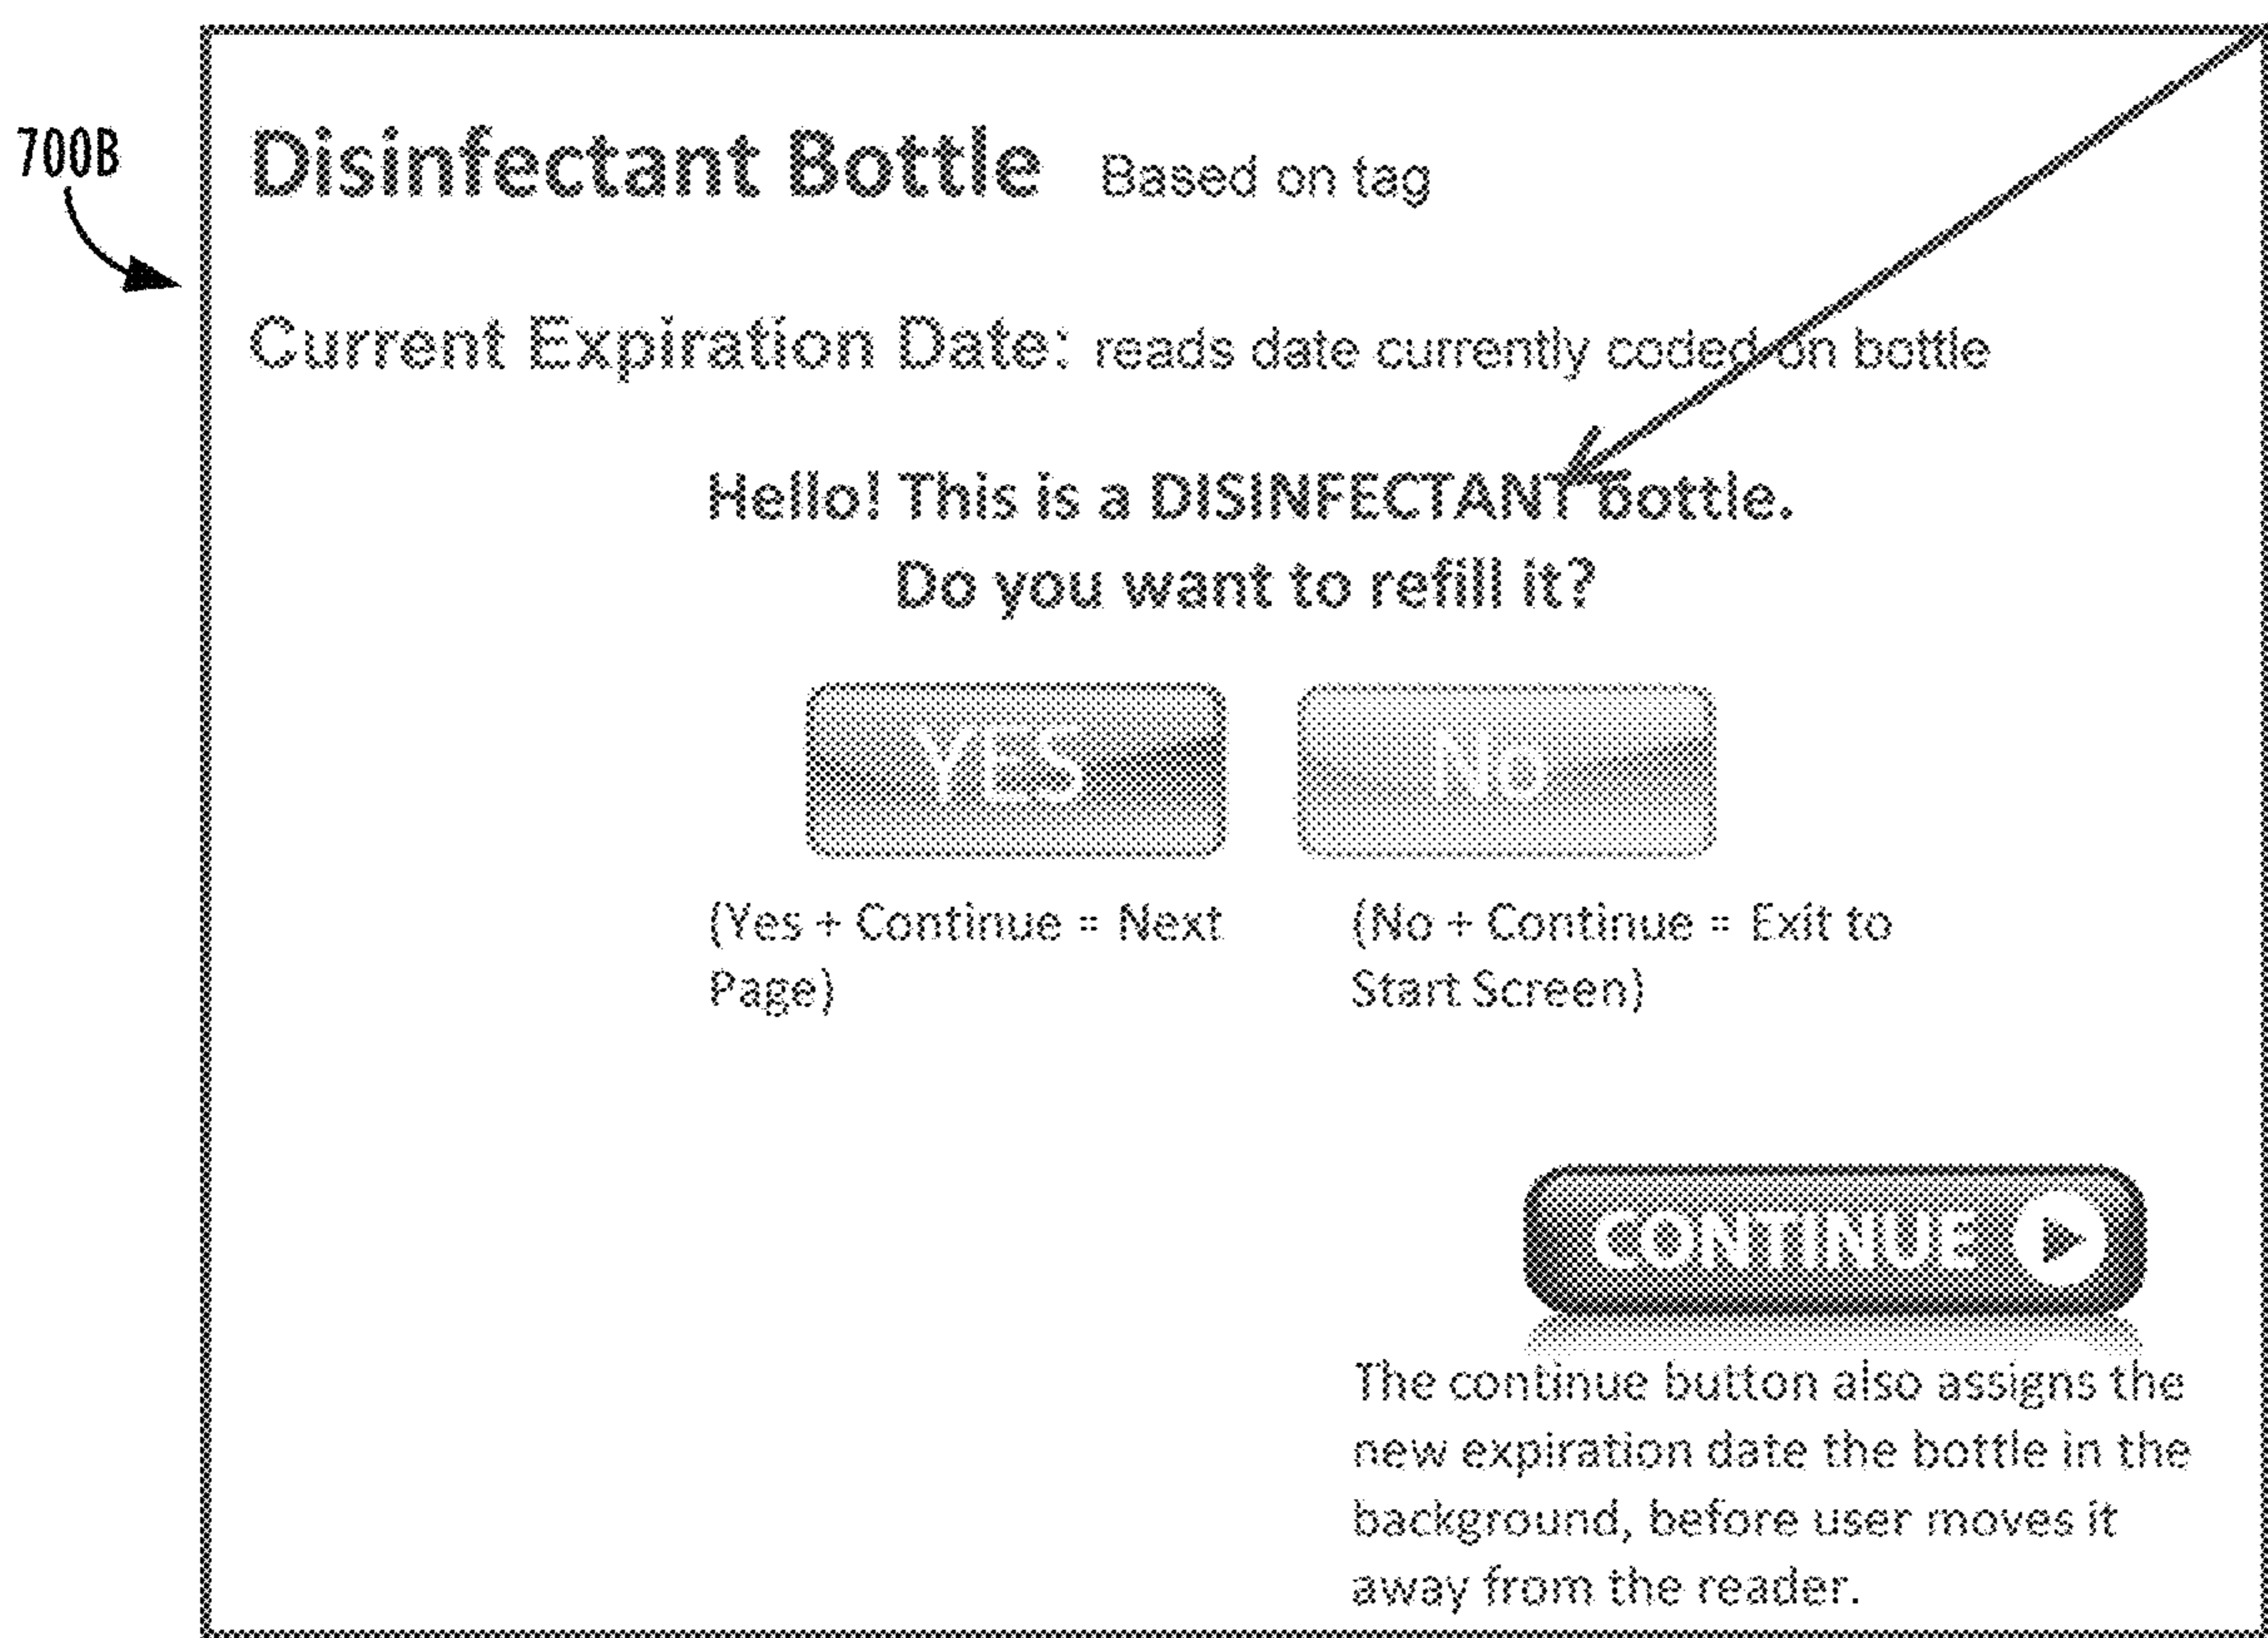 700B
Disinfectant Bottle Based on tag
Current Expiration Date: reads date currently coded on bottle
Hello! This is a DISINFECTANT bottle.
Do you want to refill it?
YES No
(Yes + Continue = Next
Page)
(No + Continue = Exit to
Start Screen)
CONTINUE
The continue button also assigns the
new expiration date the bottle in the
background, before user moves it
away from the reader.